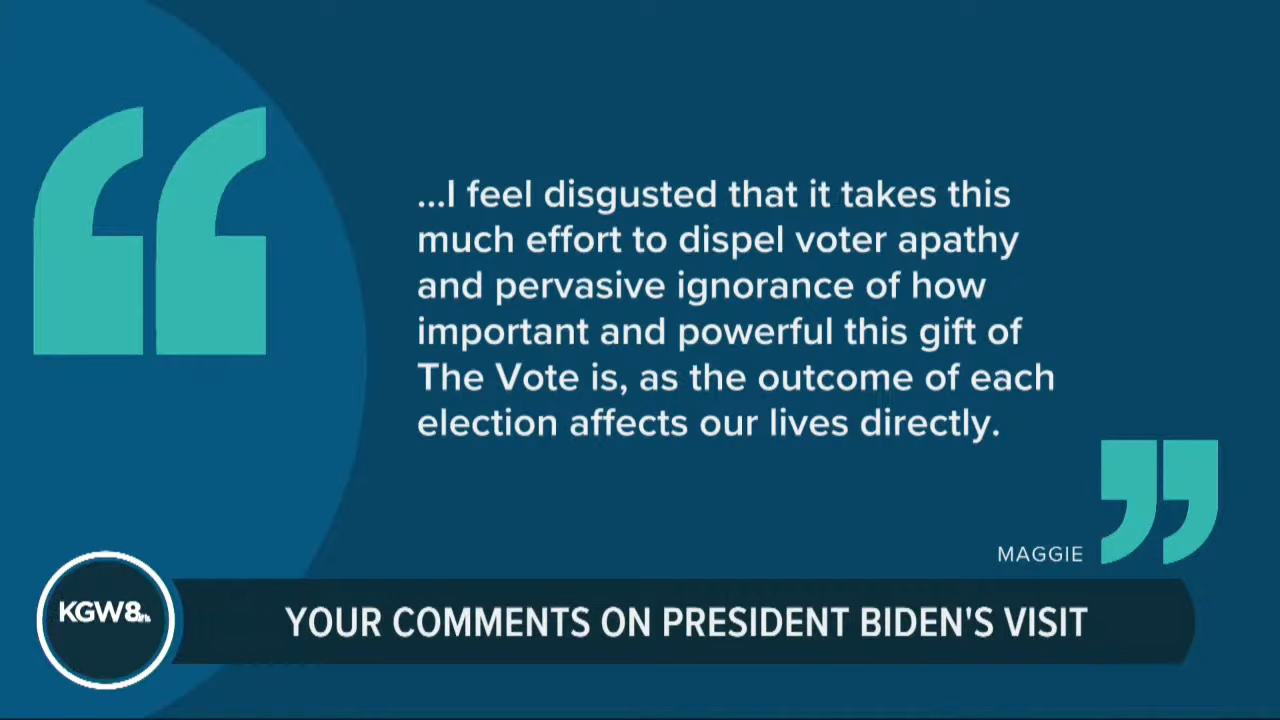 ...I feel disgusted that it takes this
much effort to dispel voter apathy
and pervasive ignorance of how
important and powerful this gift of
The Vote is, as the outcome of each
election affects our lives directly.
MAGGIE
KGW8
YOUR COMMENTS ON PRESIDENT BIDEN'S VISIT